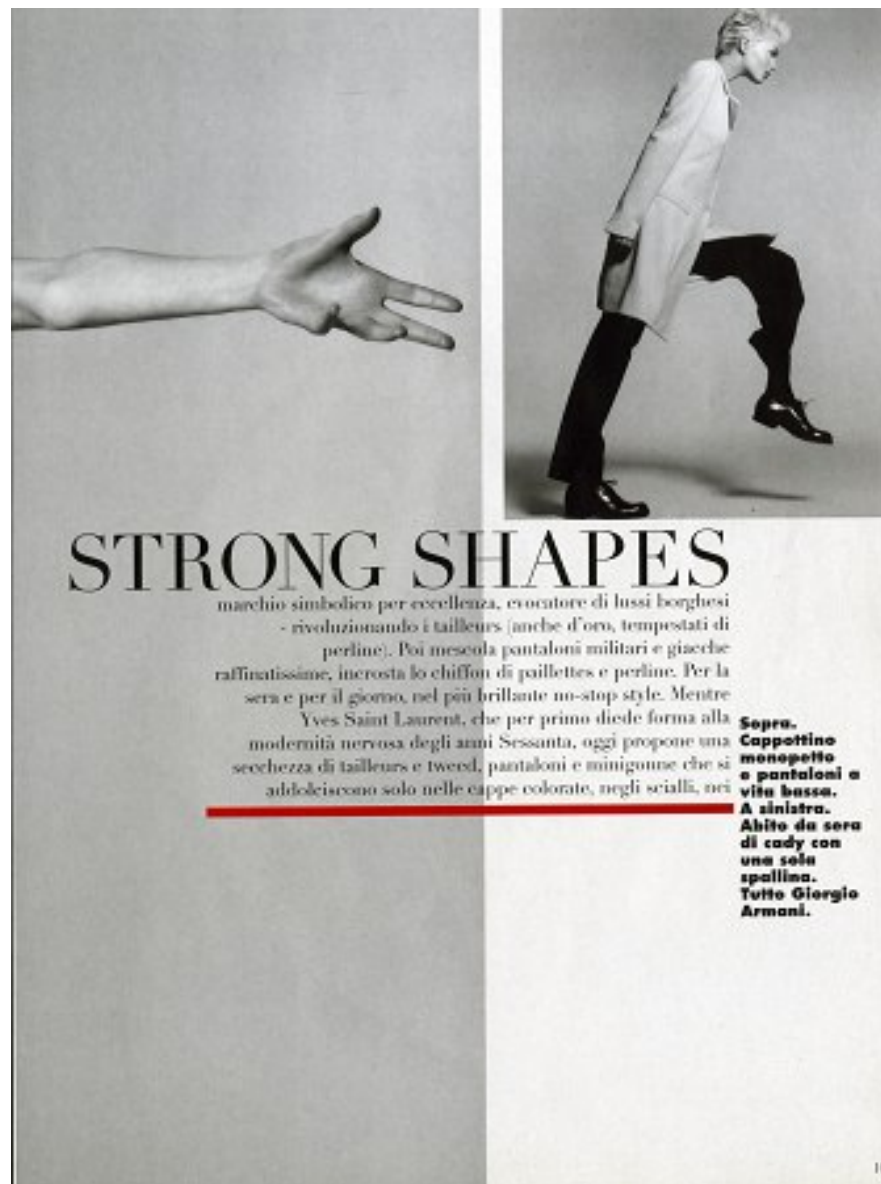 STRONG SHAPES
marchio simbolico per eccellenza, evocatore di lussi borghesi
- rivoluzionando i tailleurs (anche d'oro, tempestati di
perline). Poi mescola pantaloni militari e giacche
raffinatissime, incrosta lo chiffon di paillettes e perline. Per la
sera e per il giorno, nel più brillante no-stop style. Mentre
Yves Saint Laurent, che per primo diede forma alla
modernità nervosa degli anni Sessanta, oggi propone una
secchezza di tailleurs e tweed, pantaloni e minigonne che si
addolciscono solo nelle cappe colorate, negli scialli, nei
Sopra.
Cappottino
monopetto
e pantaloni a
vita bassa.
A sinistra.
Abito da sera
di cady con
una sola
spallina.
Tutto Giorgio
Armani.